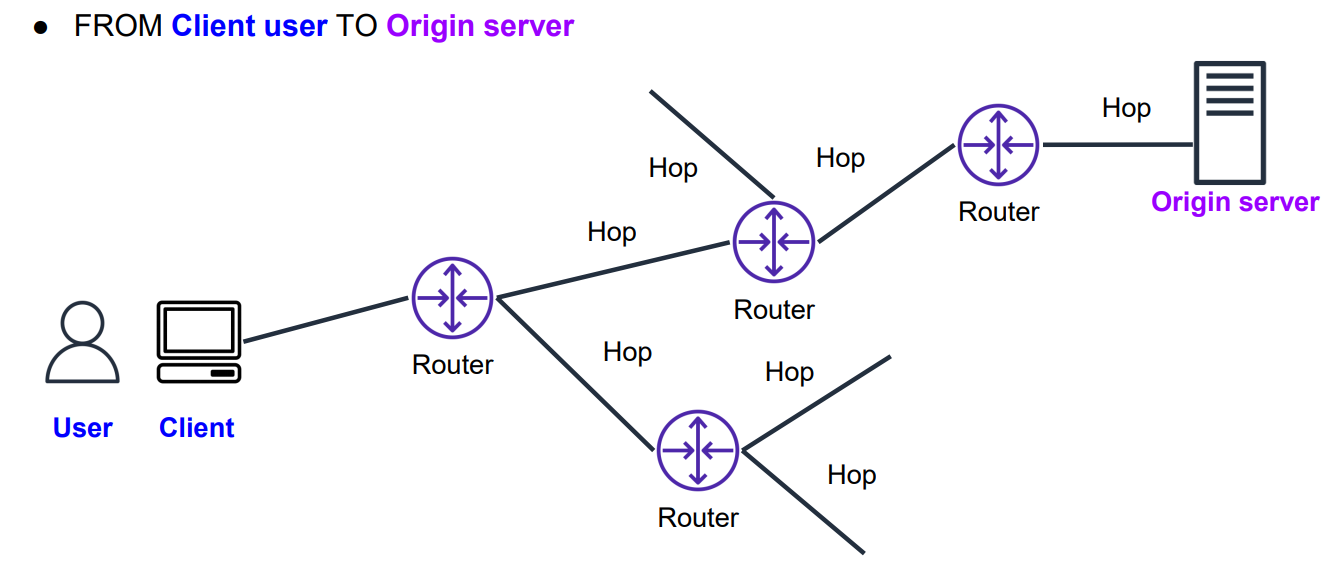 ● FROM Client user TO Origin server
Hop
Hop
Hop
Router
Origin server
Hop
Router
Hop
Router
Hop
Hop
Router
User
Client